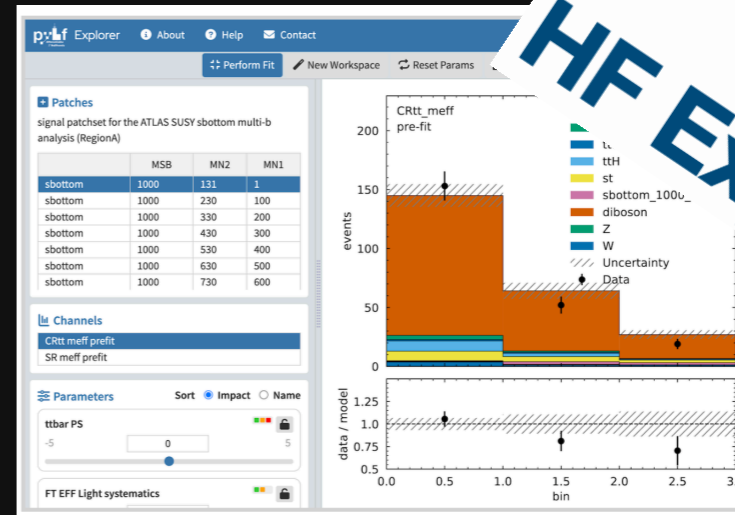 pyhf Explorer About Help Contact
Perform Fit New Workspace Reset Params
HF Ex
Patches
signal patchset for the ATLAS SUSY sbottom multi-b
analysis (RegionA)
MSB MN2 MN1
sbottom 1000 131 1
sbottom 1000 230 100
sbottom 1000 330 200
sbottom 1000 430 300
sbottom 1000 530 400
sbottom 1000 630 500
sbottom 1000 730 600
Channels
CRtt meff prefit
SR meff prefit
Parameters Sort Impact Name
ttbar PS
-5 0 5
FT EFF Light systematics
CRtt_meff
pre-fit
ttH
st
sbottom_100
diboson
Z
W
Uncertainty
Data
events
200
150
100
50
0
data / model
1.25
1.0
0.75
0.5
0.0 0.5 1.0 1.5 2.0 2.5 3.
bin